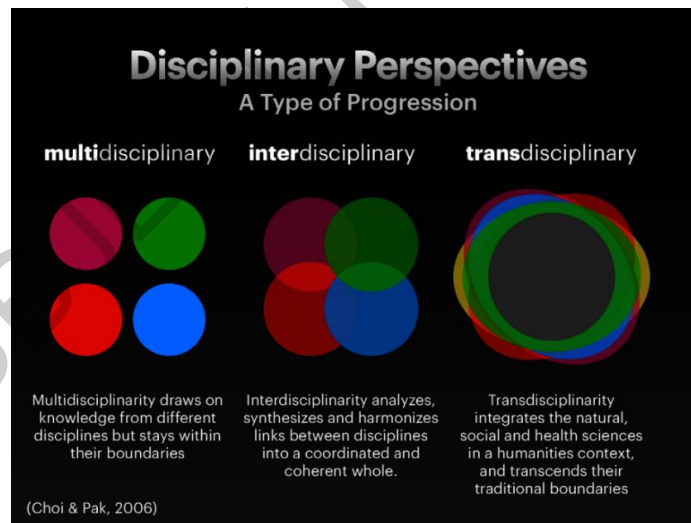 Disciplinary Perspectives
A Type of Progression
multidisciplinary
interdisciplinary
transdisciplinary
Multidisciplinarity draws on
knowledge from different
disciplines but stays within
their boundaries
Interdisciplinarity analyzes,
synthesizes and harmonizes
links between disciplines
into a coordinated and
coherent whole.
Transdisciplinarity
integrates the natural,
social and health sciences
in a humanities context,
and transcends their
traditional boundaries
(Choi & Pak, 2006)